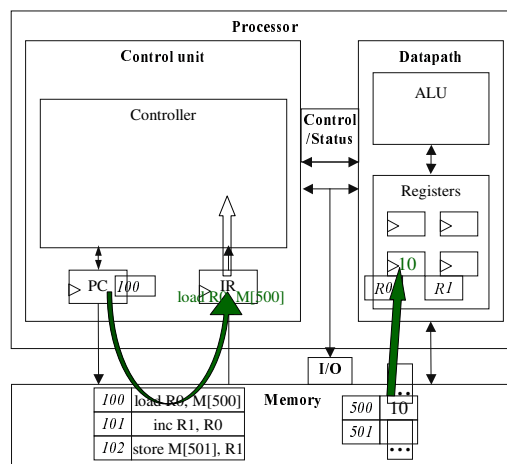 Processor
Control unit
Datapath
Controller
ALU
Control
/Status
Registers
10
PC
100
IR
R0
R1
load R0, M[500]
I/O
Memory
100 load R0, M[500]
101 inc R1, R0
102 store M[501], R1
...
500 10
501
...